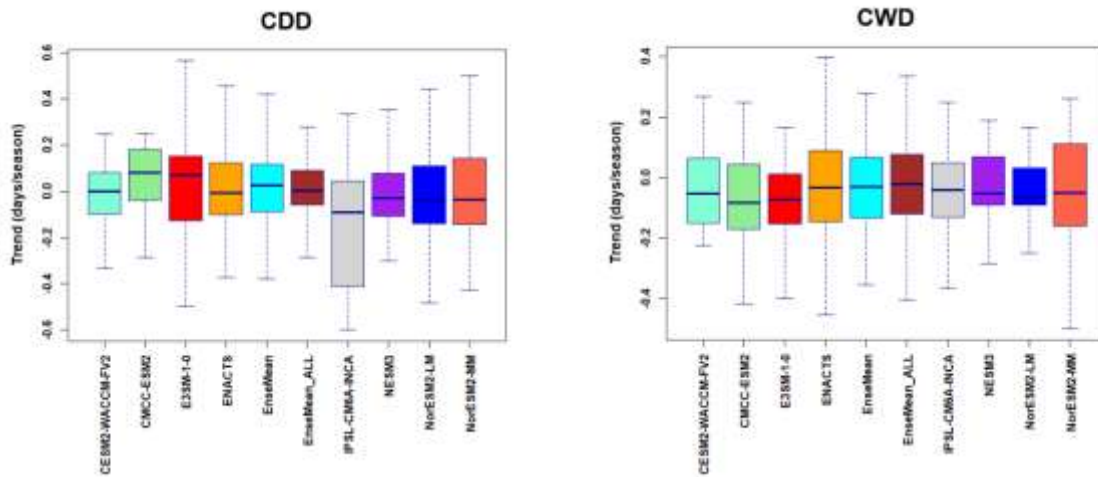 CDD
CWD
Trend (days/season)
0.6
0.4
0.2
0.0
-0.2
-0.4
-0.6
CESM2-WACCM-FV2
CMCC-ESM2
E3SM-1-0
ENACTS
EnseMean
EnseMean_ALL
IPSL-CM6A-INCA
NESM3
NorESM2-LM
NorESM2-MM
Trend (days/season)
0.4
0.2
0.0
-0.2
-0.4
CESM2-WACCM-FV2
CMCC-ESM2
E3SM-1-0
ENACTS
EnseMean
EnseMean_ALL
IPSL-CM6A-INCA
NESM3
NorESM2-LM
NorESM2-MM